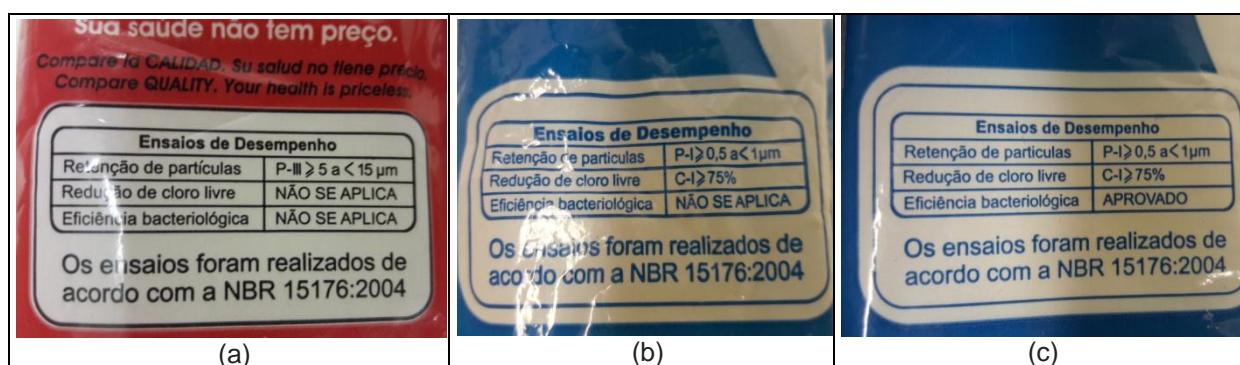 Sua saúde não tem preço.
Compare la CALIDAD. Su salud no tiene precio.
Compare QUALITY. Your health is priceless.
Ensaios de Desempenho
Retenção de partículas P-III ⩾ 5 a < 15 µm
Redução de cloro livre NÃO SE APLICA
Eficiência bacteriológica NÃO SE APLICA
Os ensaios foram realizados de
acordo com a NBR 15176:2004
(a)
Ensaios de Desempenho
Retenção de particulas P-I⩾0,5 a<1µm
Redução de cloro livre C-I⩾75%
Eficiência bacteriológica NÃO SE APLICA
Os ensaios foram realizados de
acordo com a NBR 15176:2004
(b)
Ensaios de Desempenho
Retenção de particulas P-I⩾0,5 a<1µm
Redução de cloro livre C-I⩾75%
Eficiência bacteriológica APROVADO
Os ensaios foram realizados de
acordo com a NBR 15176:2004
(c)